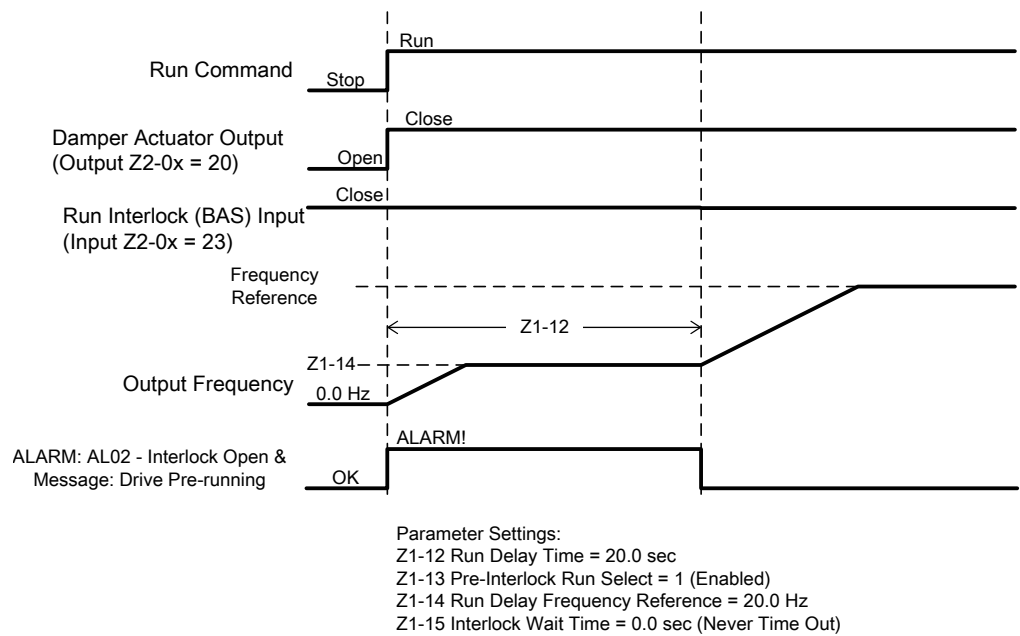 Run
Run Command
Stop
Close
Damper Actuator Output
(Output Z2-0x = 20)
Open
Close
Run Interlock (BAS) Input
(Input Z2-0x = 23)
Frequency
Reference
Z1-12
Z1-14
Output Frequency
0.0 Hz
ALARM!
ALARM: AL02 - Interlock Open &
Message: Drive Pre-running
OK
Parameter Settings:
Z1-12 Run Delay Time = 20.0 sec
Z1-13 Pre-Interlock Run Select = 1 (Enabled)
Z1-14 Run Delay Frequency Reference = 20.0 Hz
Z1-15 Interlock Wait Time = 0.0 sec (Never Time Out)